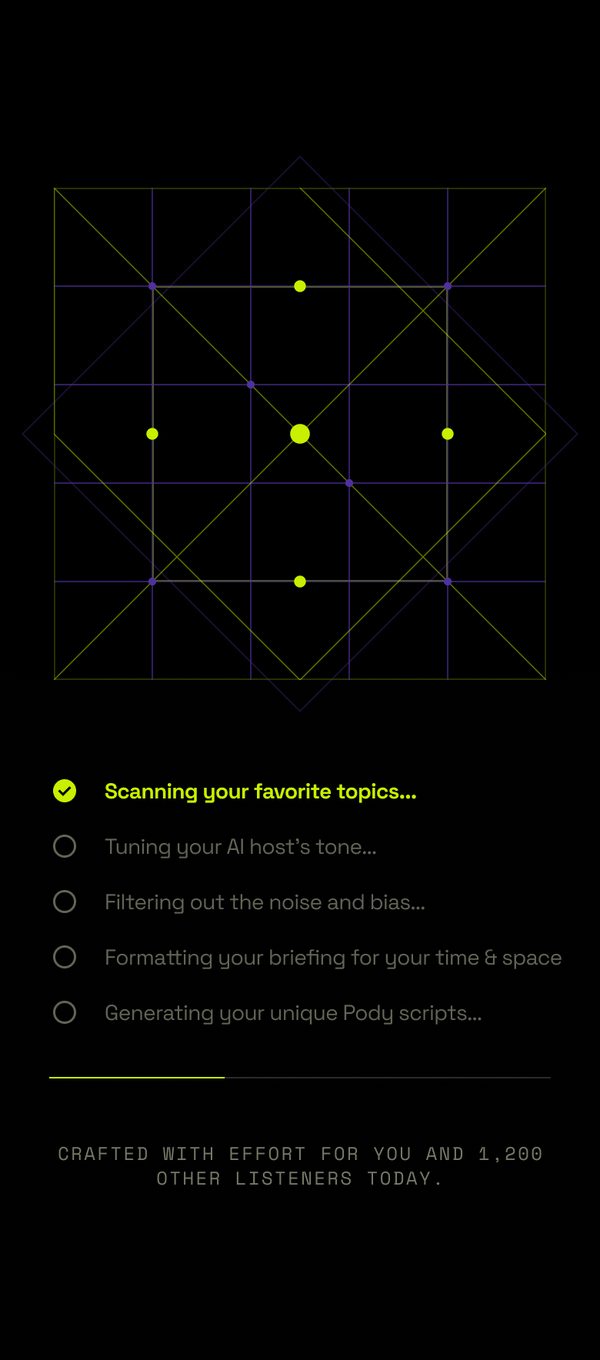 Scanning your favorite topics...
Tuning your AI host's tone...
Filtering out the noise and bias...
Formatting your briefing for your time & space
Generating your unique Pody scripts...
CRAFTED WITH EFFORT FOR YOU AND 1,200
OTHER LISTENERS TODAY.